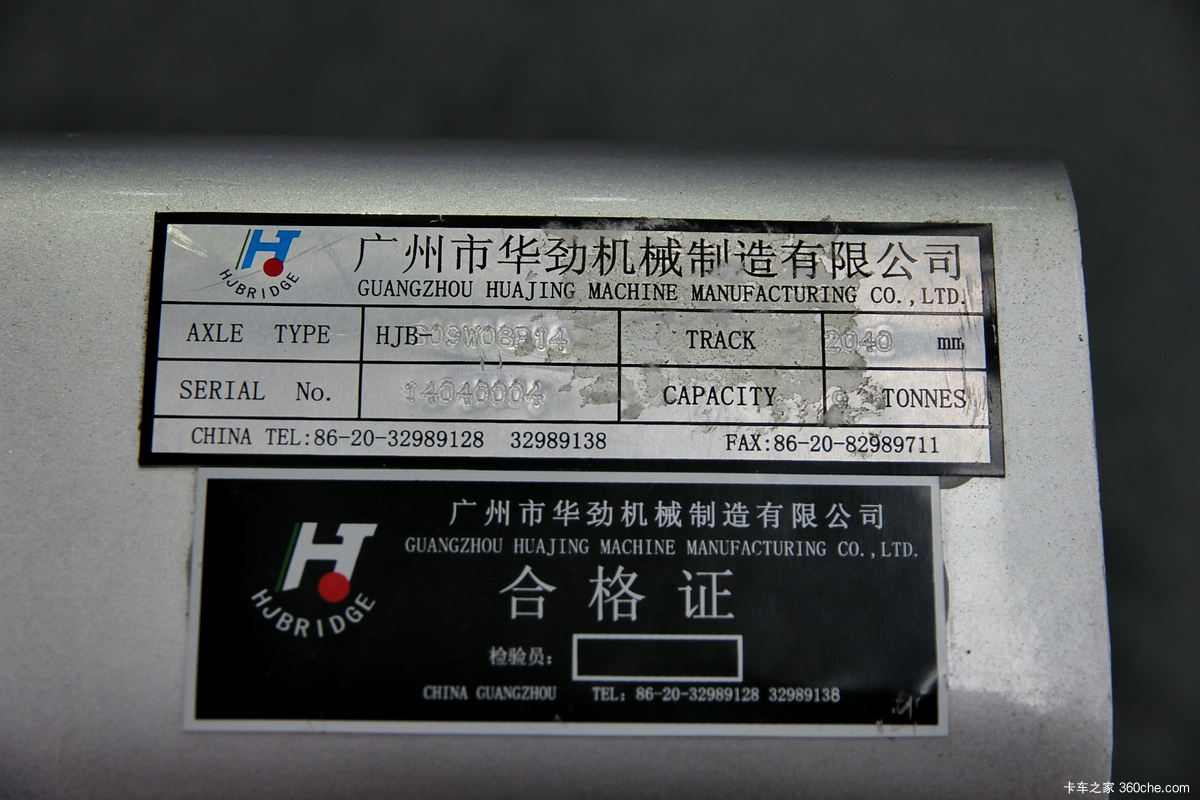 HJBRIDGE
广州市华劲机械制造有限公司
GUANGZHOU HUAJING MACHINE MANUFACTURING CO.,LTD.
AXLE TYPE HJB-S09W08B14 TRACK 2040 mm
SERIAL No. 14040004 CAPACITY 9 TONNES
CHINA TEL:86-20-32989128 32989138 FAX:86-20-82989711
广州市华劲机械制造有限公司
GUANGZHOU HUAJING MACHINE MANUFACTURING CO.,LTD.
HJBRIDGE
合格证
检验员:
CHINA GUANGZHOU TEL: 86-20-32989128 32989138
卡车之家 360che.com